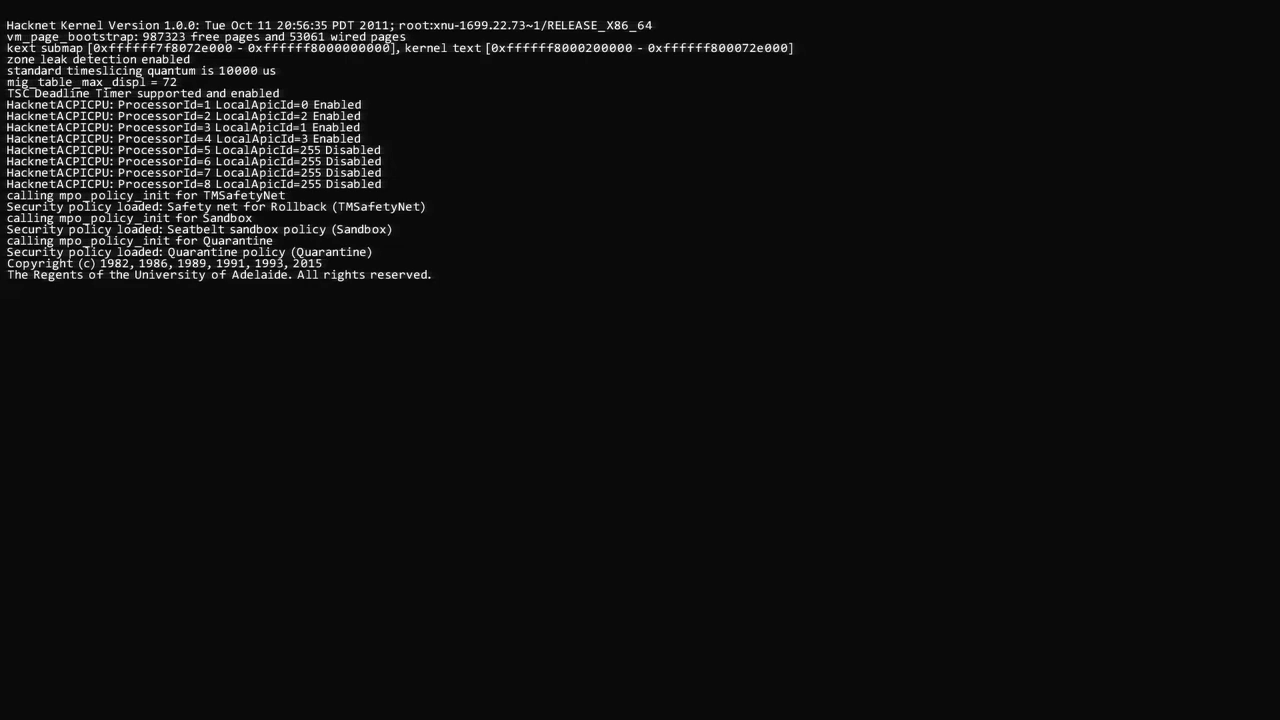 Hacknet Kernel Version 1.0.0: Tue Oct 11 20:56:35 PDT 2011; root:xnu-1699.22.73~1/RELEASE_X86_64
vm_page_bootstrap: 987323 free pages and 53061 wired pages
kext submap [0xffffff7f8072e000 - 0xffffff8000000000], kernel text [0xffffff8000200000 - 0xffffff800072e000]
zone leak detection enabled
standard timeslicing quantum is 10000 us
mig_table_max_displ = 72
TSC Deadline Timer supported and enabled
HacknetACPICPU: ProcessorId=1 LocalApicId=0 Enabled
HacknetACPICPU: ProcessorId=2 LocalApicId=2 Enabled
HacknetACPICPU: ProcessorId=3 LocalApicId=1 Enabled
HacknetACPICPU: ProcessorId=4 LocalApicId=3 Enabled
HacknetACPICPU: ProcessorId=5 LocalApicId=255 Disabled
HacknetACPICPU: ProcessorId=6 LocalApicId=255 Disabled
HacknetACPICPU: ProcessorId=7 LocalApicId=255 Disabled
HacknetACPICPU: ProcessorId=8 LocalApicId=255 Disabled
calling mpo_policy_init for TMSafetyNet
Security policy loaded: Safety net for Rollback (TMSafetyNet)
calling mpo_policy_init for Sandbox
Security policy loaded: Seatbelt sandbox policy (Sandbox)
calling mpo_policy_init for Quarantine
Security policy loaded: Quarantine policy (Quarantine)
Copyright (c) 1982, 1986, 1989, 1991, 1993, 2015
The Regents of the University of Adelaide. All rights reserved.